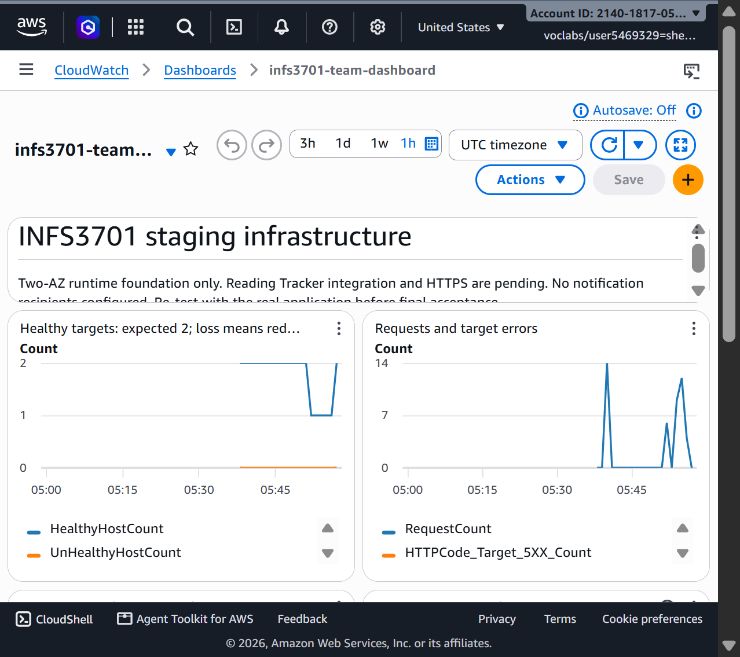 aws
United States
Account ID: 2140-1817-05...
voclabs/user5469329=she...
CloudWatch
Dashboards
infs3701-team-dashboard
Autosave: Off
infs3701-team...
3h 1d 1w 1h
UTC timezone
Actions
Save
INFS3701 staging infrastructure
Two-AZ runtime foundation only. Reading Tracker integration and HTTPS are pending. No notification
recipients configured. Re-test with the real application before final acceptance.
Healthy targets: expected 2; loss means red...
Count
2
1
0
05:00 05:15 05:30 05:45
HealthyHostCount
UnHealthyHostCount
Requests and target errors
Count
14
7
0
05:00 05:15 05:30 05:45
RequestCount
HTTPCode_Target_5XX_Count
CloudShell
Agent Toolkit for AWS
Feedback
Privacy
Terms
Cookie preferences
© 2026, Amazon Web Services, Inc. or its affiliates.